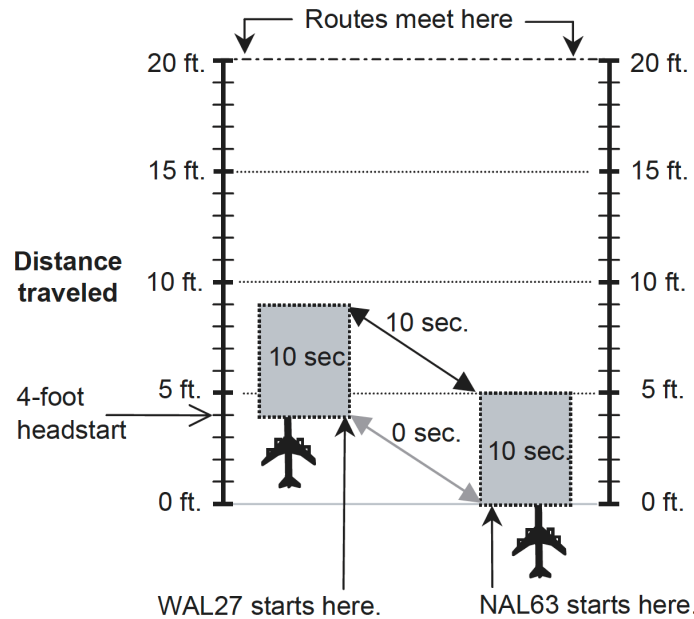 Routes meet here
20 ft.
20 ft.
15 ft.
15 ft.
Distance
traveled
10 ft.
10 ft.
10 sec.
10 sec
5 ft.
5 ft.
4-foot
headstart
0 sec.
10 sec.
0 ft.
0 ft.
WAL27 starts here.
NAL63 starts here.